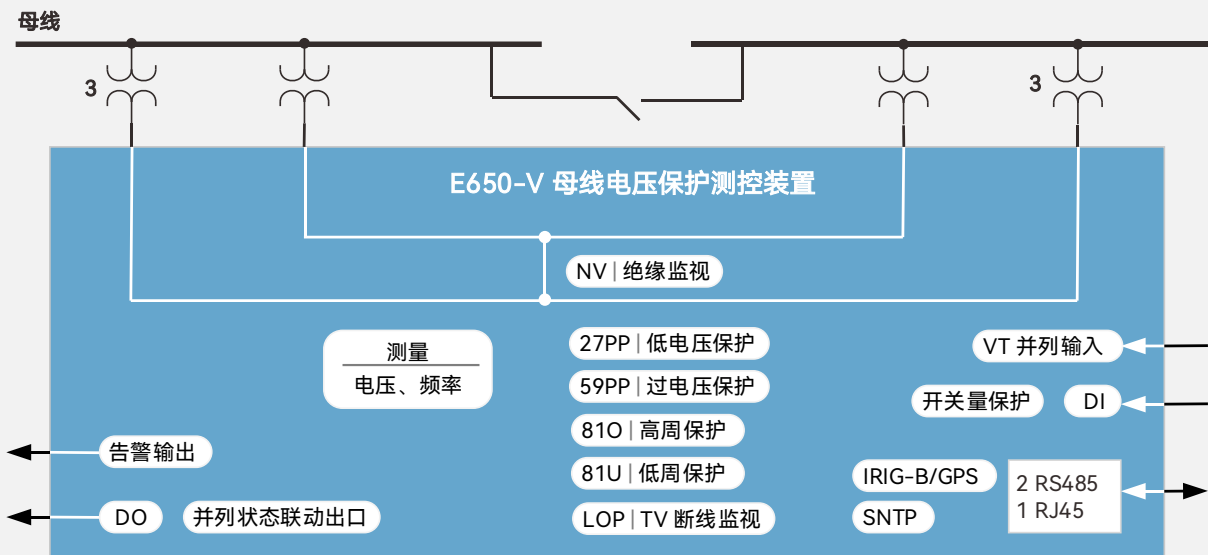 母线
3
3
E650-V 母线电压保护测控装置
NV | 绝缘监视
测量
电压、频率
27PP | 低电压保护
59PP | 过电压保护
81O | 高周保护
81U | 低周保护
LOP | TV 断线监视
VT 并列输入
开关量保护
DI
告警输出
DO
并列状态联动出口
IRIG-B/GPS
SNTP
2 RS485
1 RJ45